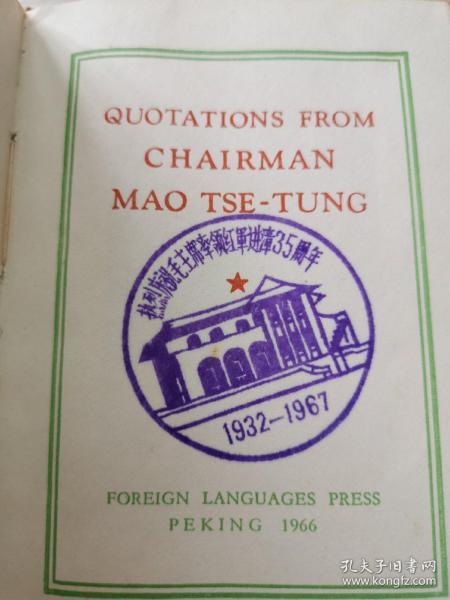 QUOTATIONS FROM
CHAIRMAN
MAO TSE-TUNG
热烈庆祝毛主席率领红軍进漳35周年
1932-1967
FOREIGN LANGUAGES PRESS
PEKING 1966
孔夫子旧书网
www.kongfz.com